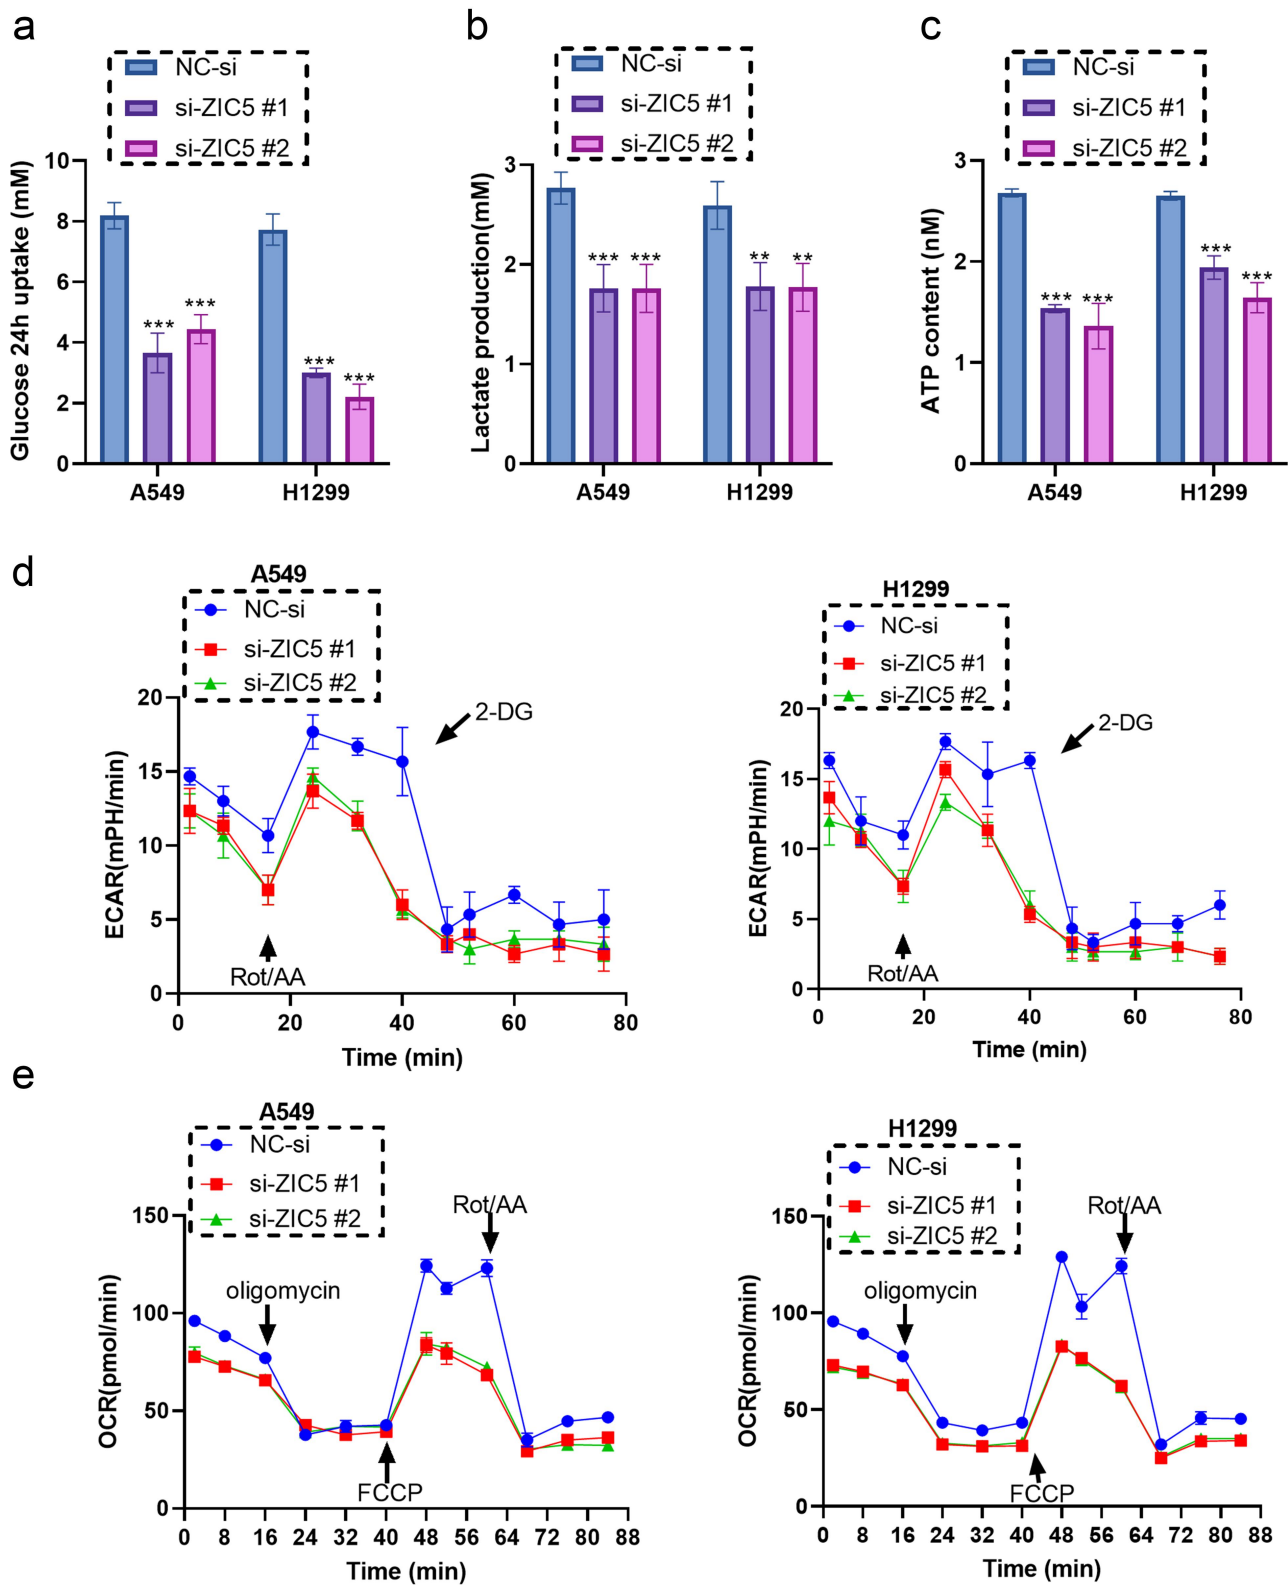 a
NC-si
si-ZIC5 #1
si-ZIC5 #2
Glucose 24h uptake (mM)
10
8
6
4
2
0
***
***
***
***
A549
H1299
b
NC-si
si-ZIC5 #1
si-ZIC5 #2
Lactate production(mM)
3
2
1
0
***
***
**
**
A549
H1299
c
NC-si
si-ZIC5 #1
si-ZIC5 #2
ATP content (nM)
3
2
1
0
***
***
***
***
A549
H1299
d
A549
NC-si
si-ZIC5 #1
si-ZIC5 #2
ECAR(mPH/min)
20
15
10
5
0
2-DG
Rot/AA
0 20 40 60 80
Time (min)
H1299
NC-si
si-ZIC5 #1
si-ZIC5 #2
ECAR(mPH/min)
20
15
10
5
0
2-DG
Rot/AA
0 20 40 60 80
Time (min)
e
A549
NC-si
si-ZIC5 #1
si-ZIC5 #2
OCR(pmol/min)
150
100
50
0
Rot/AA
oligomycin
FCCP
0 8 16 24 32 40 48 56 64 72 80 88
Time (min)
H1299
NC-si
si-ZIC5 #1
si-ZIC5 #2
OCR(pmol/min)
150
100
50
0
Rot/AA
oligomycin
FCCP
0 8 16 24 32 40 48 56 64 72 80 88
Time (min)